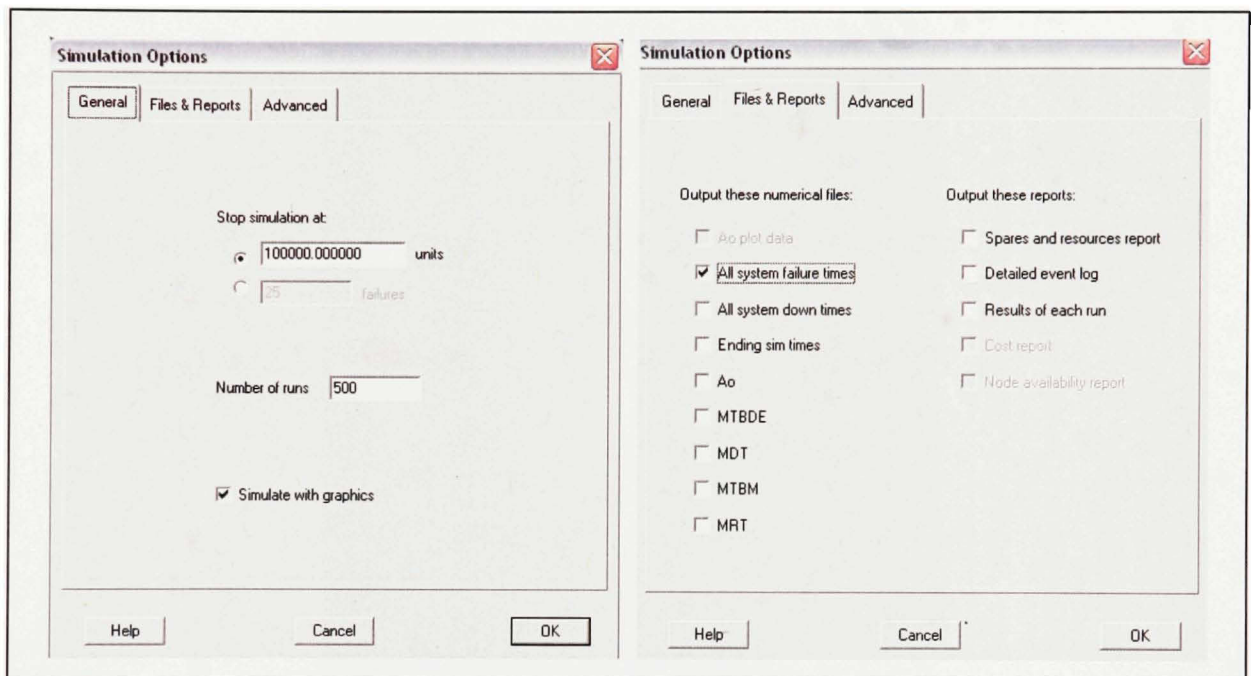 Simulation Options
General
Files & Reports
Advanced
Stop simulation at:
100000.000000 units
25 failures
Number of runs 500
Simulate with graphics
Help
Cancel
OK
Simulation Options
General
Files & Reports
Advanced
Output these numerical files:
Ao plot data
All system failure times
All system down times
Ending sim times
Ao
MTBDE
MDT
MTBM
MRT
Output these reports:
Spares and resources report
Detailed event log
Results of each run
Cost report
Node availability report
Help
Cancel
OK